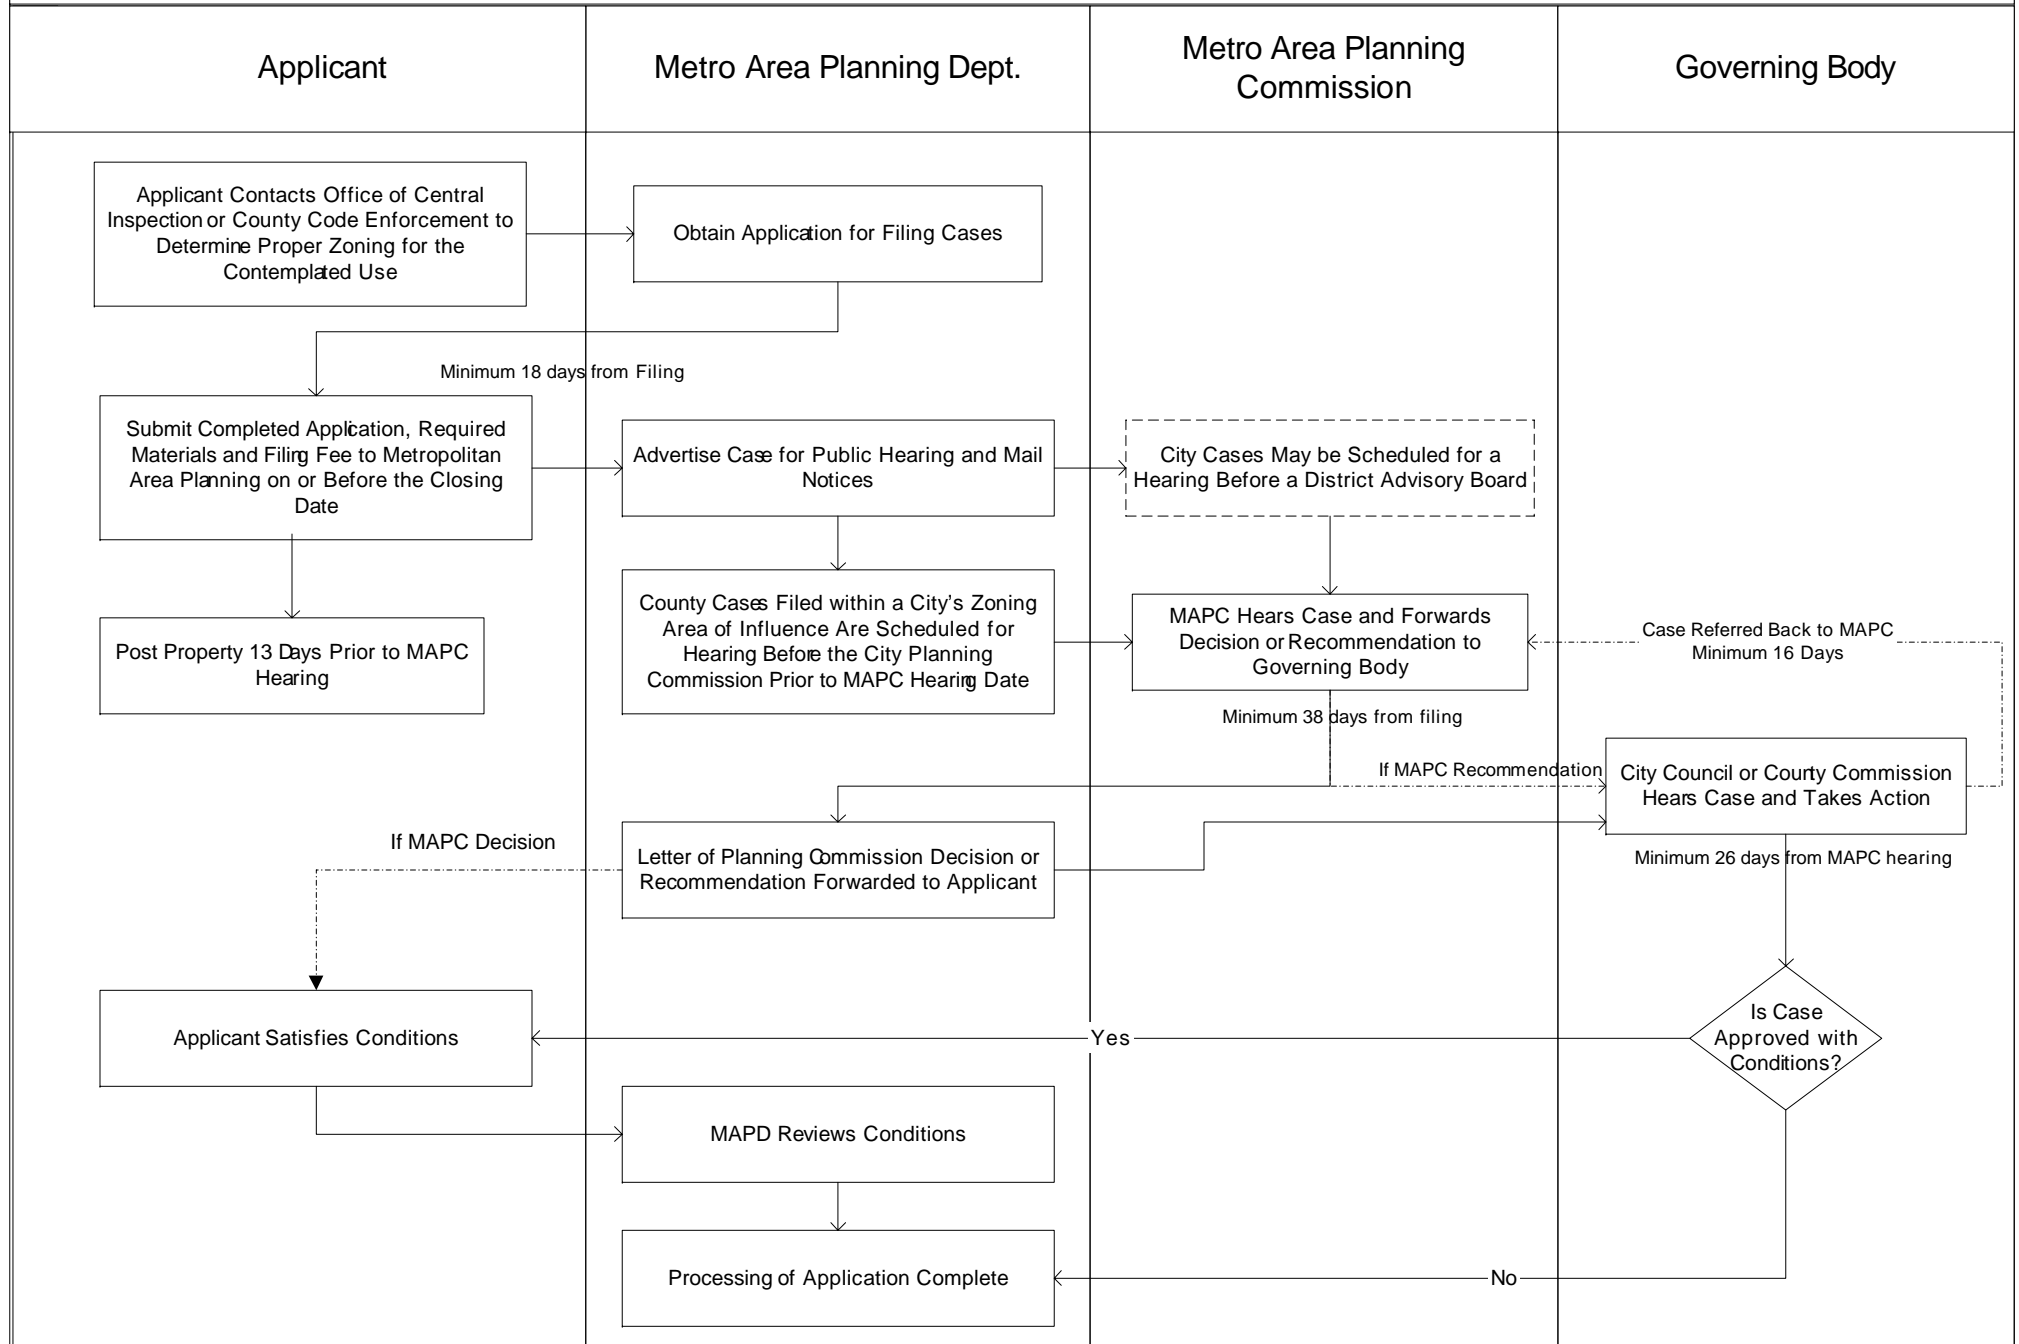 Applicant
Metro Area Planning Dept.
Metro Area Planning
Commission
Governing Body
Applicant Contacts Office of Central
Inspection or County Code Enforcement to
Determine Proper Zoning for the
Contemplated Use
Obtain Application for Filing Cases
Minimum 18 days from Filing
Submit Completed Application, Required
Materials and Filing Fee to Metropolitan
Area Planning on or Before the Closing
Date
Advertise Case for Public Hearing and Mail
Notices
City Cases May be Scheduled for a
Hearing Before a District Advisory Board
Post Property 13 Days Prior to MAPC
Hearing
County Cases Filed within a City's Zoning
Area of Influence Are Scheduled for
Hearing Before the City Planning
Commission Prior to MAPC Hearing Date
MAPC Hears Case and Forwards
Decision or Recommendation to
Governing Body
Case Referred Back to MAPC
Minimum 16 Days
Minimum 38 days from filing
If MAPC Recommendation
City Council or County Commission
Hears Case and Takes Action
If MAPC Decision
Letter of Planning Commission Decision or
Recommendation Forwarded to Applicant
Minimum 26 days from MAPC hearing
Applicant Satisfies Conditions
Yes
Is Case
Approved with
Conditions?
MAPD Reviews Conditions
Processing of Application Complete
No